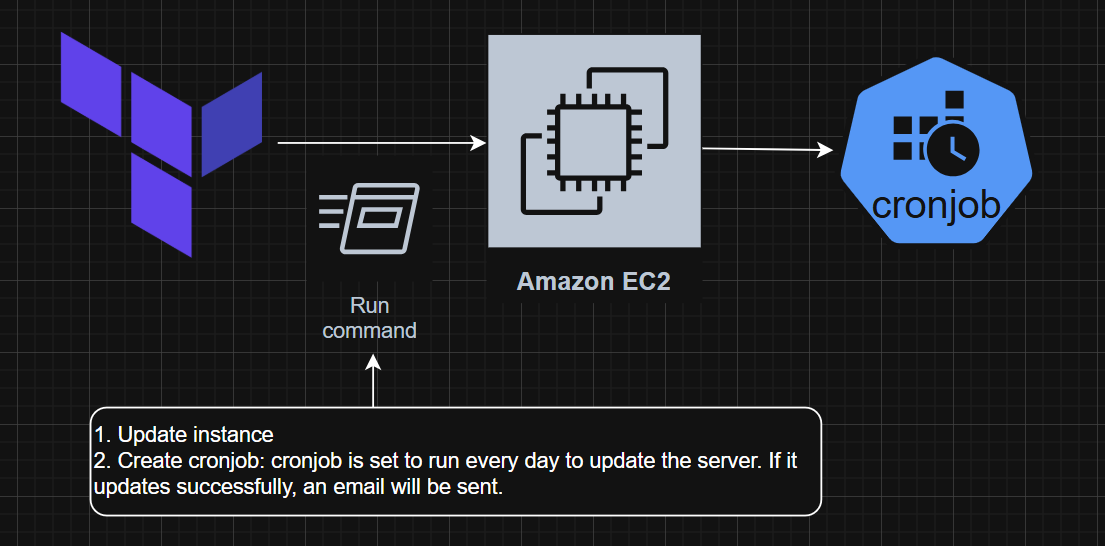 Run
command
Amazon EC2
cronjob
1. Update instance
2. Create cronjob: cronjob is set to run every day to update the server. If it
updates successfully, an email will be sent.